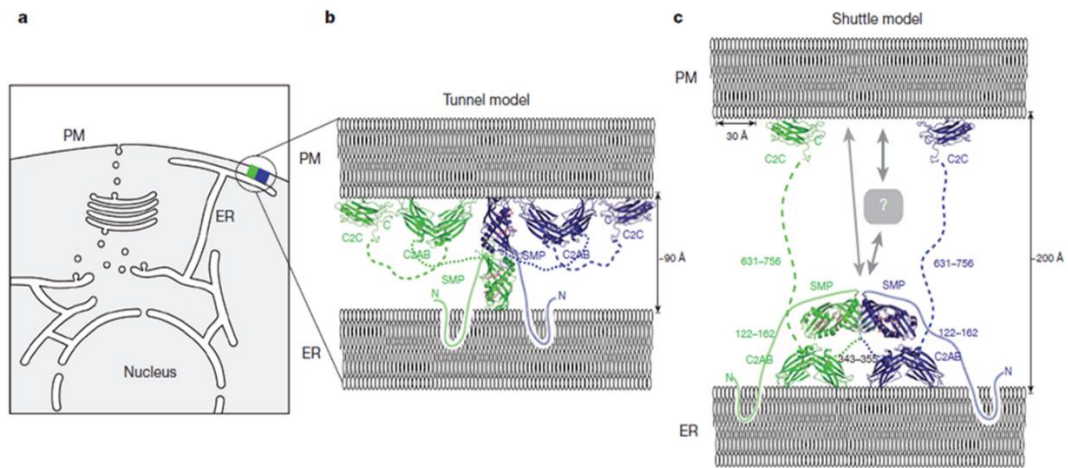 a
PM
ER
Nucleus
b
Tunnel model
PM
C2C
C
C2AB
SMP
SMP
C2AB
C
C2C
N
N
~90 Å
ER
c
Shuttle model
PM
30 Å
C
C2C
C2C
?
631–756
631–756
~200 Å
SMP
SMP
122–162
122–162
343–355
C2AB
C2AB
N
N
ER